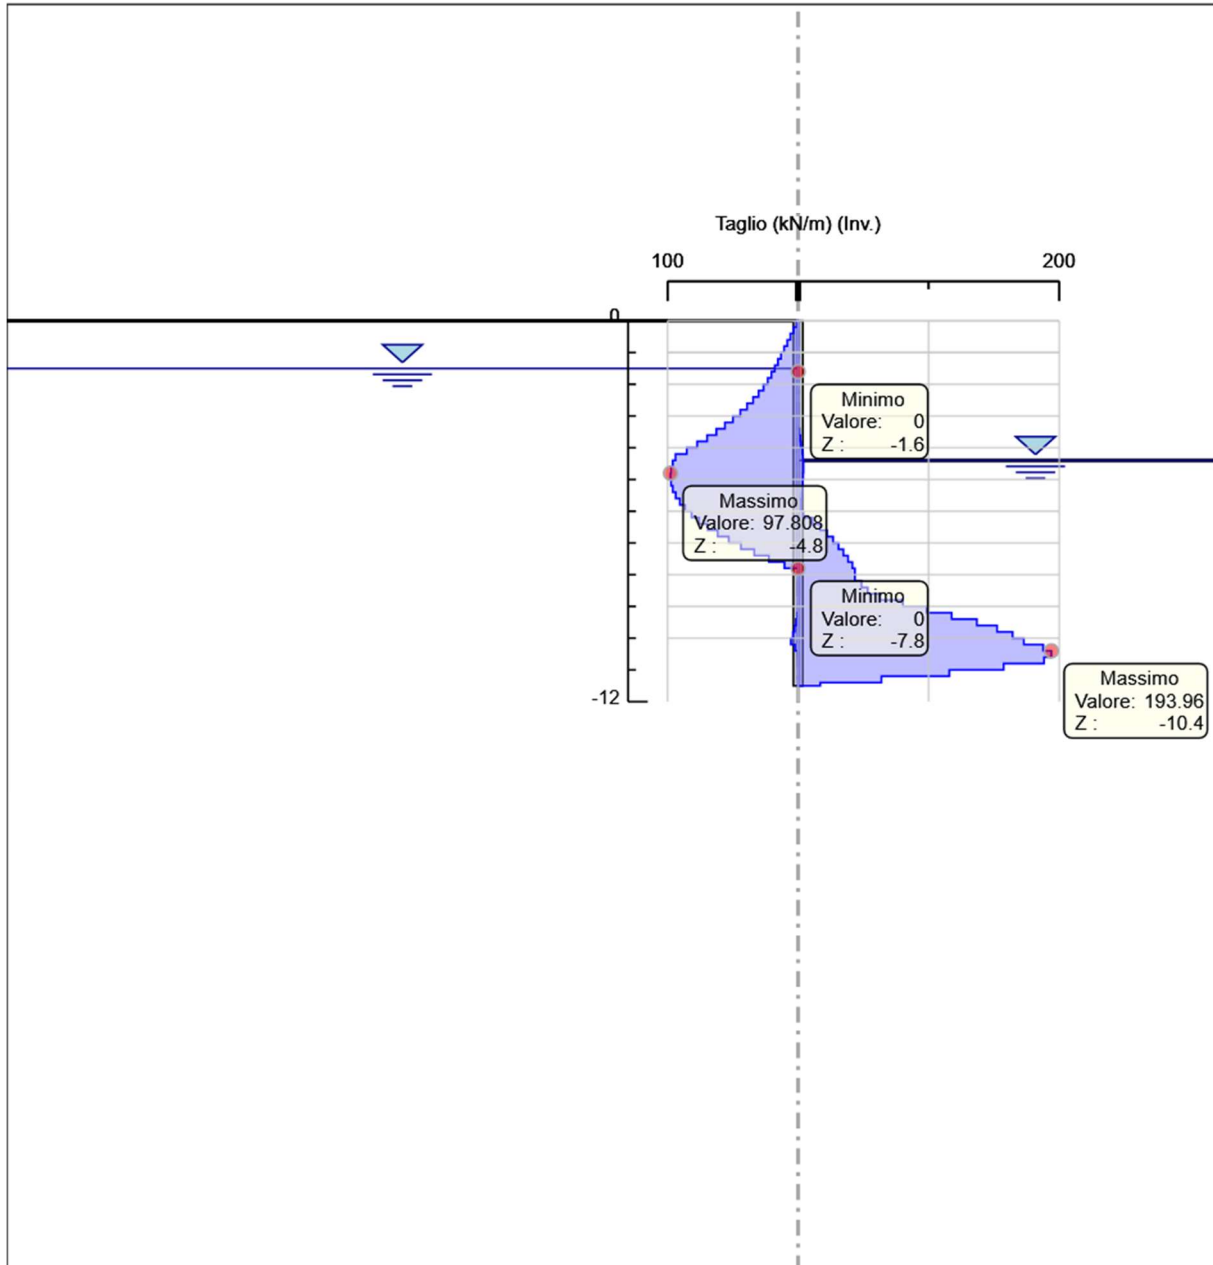 Taglio (kN/m) (Inv.)
100
200
0
Minimo
Valore: 0
Z : -1.6
Massimo
Valore: 97.808
Z : -4.8
Minimo
Valore: 0
Z : -7.8
-12
Massimo
Valore: 193.96
Z : -10.4